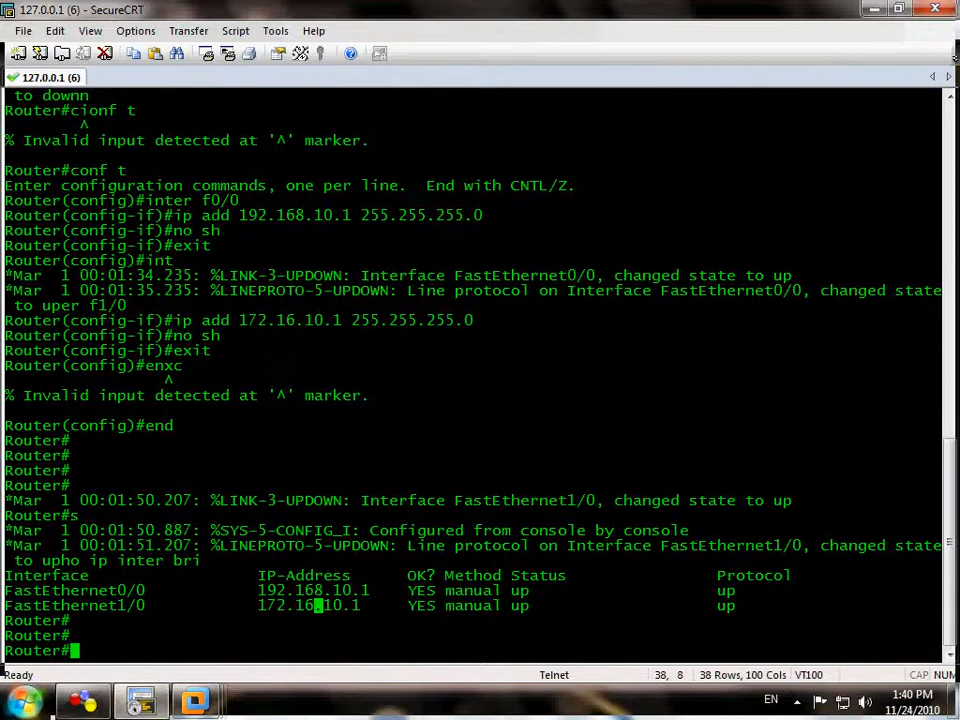 127.0.0.1 (6) - SecureCRT
File Edit View Options Transfer Script Tools Help
127.0.0.1 (6)
to downn
Router#cionf t
^
% Invalid input detected at '^' marker.
Router#conf t
Enter configuration commands, one per line.  End with CNTL/Z.
Router(config)#inter f0/0
Router(config-if)#ip add 192.168.10.1 255.255.255.0
Router(config-if)#no sh
Router(config-if)#exit
Router(config)#int
*Mar  1 00:01:34.235: %LINK-3-UPDOWN: Interface FastEthernet0/0, changed state to up
*Mar  1 00:01:35.235: %LINEPROTO-5-UPDOWN: Line protocol on Interface FastEthernet0/0, changed state
to uper f1/0
Router(config-if)#ip add 172.16.10.1 255.255.255.0
Router(config-if)#no sh
Router(config-if)#exit
Router(config)#enxc
^
% Invalid input detected at '^' marker.
Router(config)#end
Router#
Router#
Router#
Router#
*Mar  1 00:01:50.207: %LINK-3-UPDOWN: Interface FastEthernet1/0, changed state to up
Router#s
*Mar  1 00:01:50.887: %SYS-5-CONFIG_I: Configured from console by console
*Mar  1 00:01:51.207: %LINEPROTO-5-UPDOWN: Line protocol on Interface FastEthernet1/0, changed state
to upho ip inter bri
Interface IP-Address OK? Method Status Protocol
FastEthernet0/0 192.168.10.1 YES manual up up
FastEthernet1/0 172.16.10.1 YES manual up up
Router#
Router#
Router#
Ready Telnet 38, 8 38 Rows, 100 Cols VT100 CAP NUM
EN 1:40 PM
11/24/2010